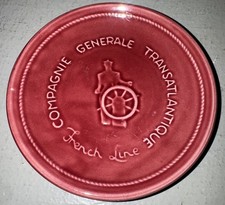 COMPAGNIE GENERALE TRANSATLANTIQUE
French Line